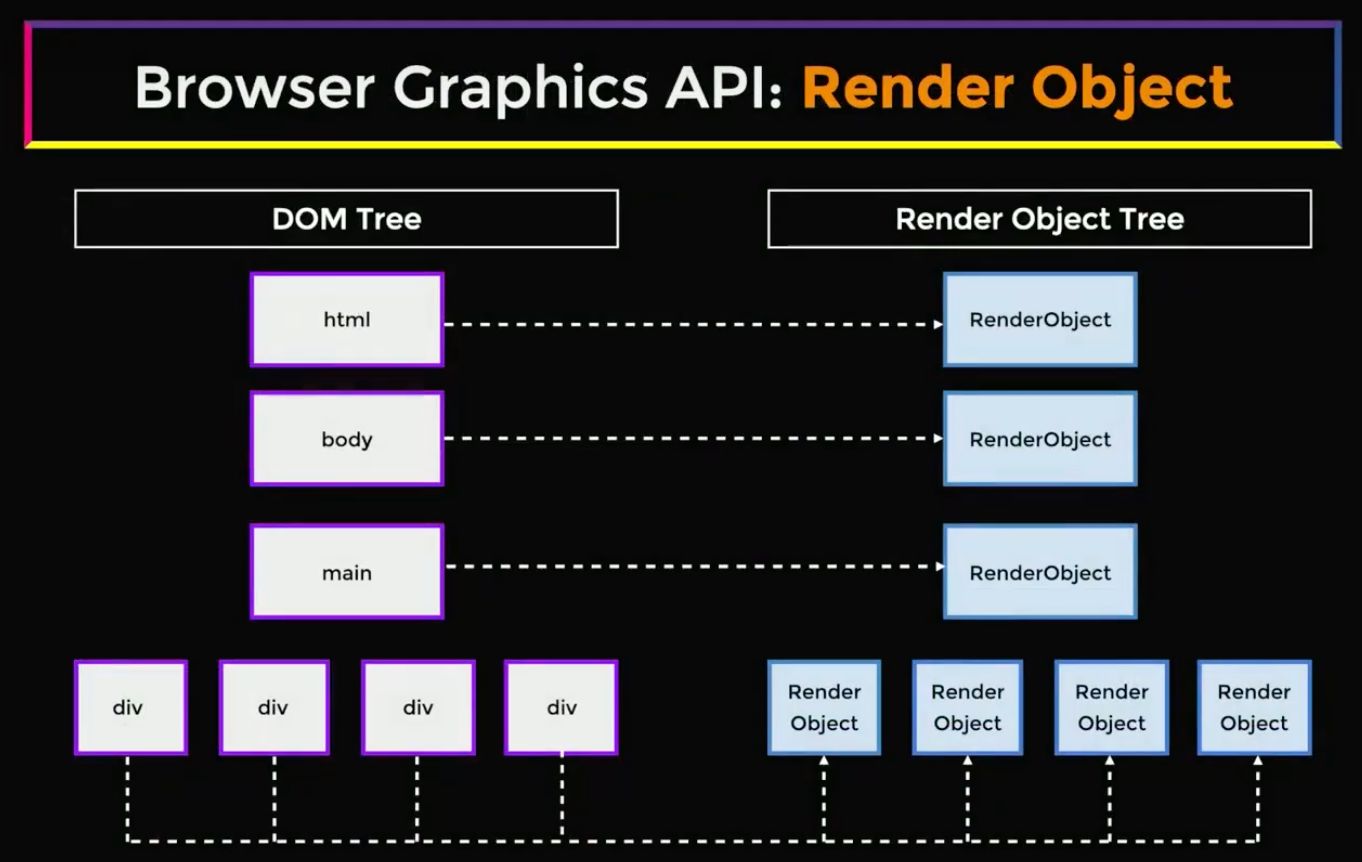 Browser Graphics API: Render Object
DOM Tree
Render Object Tree
html
RenderObject
body
RenderObject
main
RenderObject
div
div
div
div
Render
Object
Render
Object
Render
Object
Render
Object